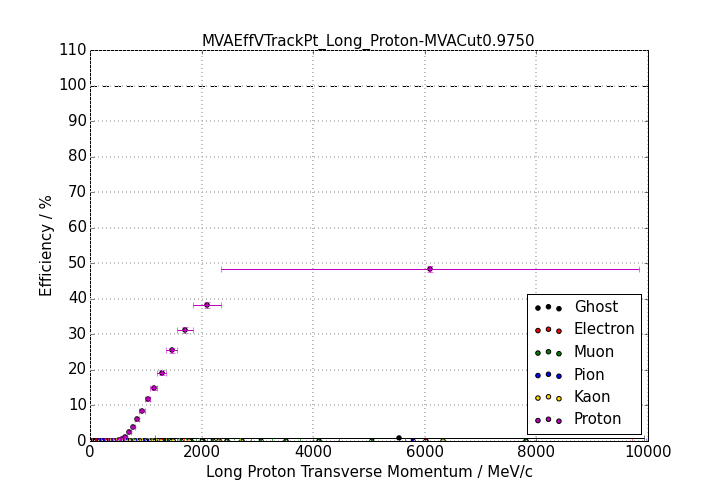 MVAEffVTrackPt_Long_Proton-MVACut0.9750
110
100
90
80
70
60
50
40
30
20
10
0
Efficiency / %
Ghost
Electron
Muon
Pion
Kaon
Proton
0 2000 4000 6000 8000 10000
Long Proton Transverse Momentum / MeV/c